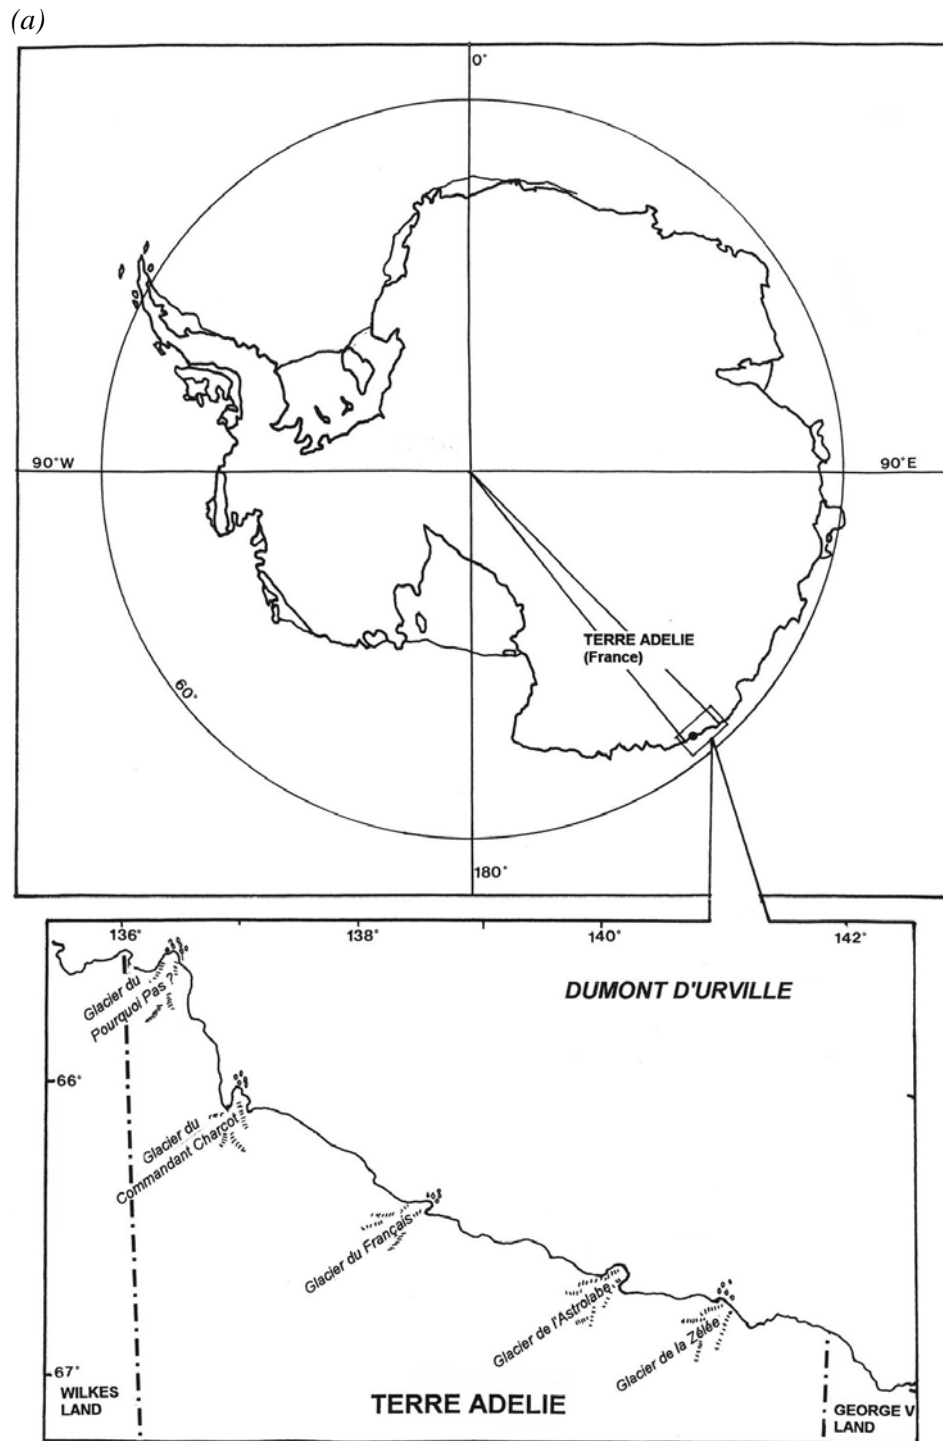 (a)
0°
90°W
90°E
TERRE ADELIE
(France)
60°
180°
136°
138°
140°
142°
DUMONT D'URVILLE
Glacier du
Pourquoi Pas ?
66°
Glacier du
Commandant Charcot
Glacier du Français
Glacier de l'Astrolabe
Glacier de la Zélée
67°
WILKES
LAND
TERRE ADELIE
GEORGE V
LAND